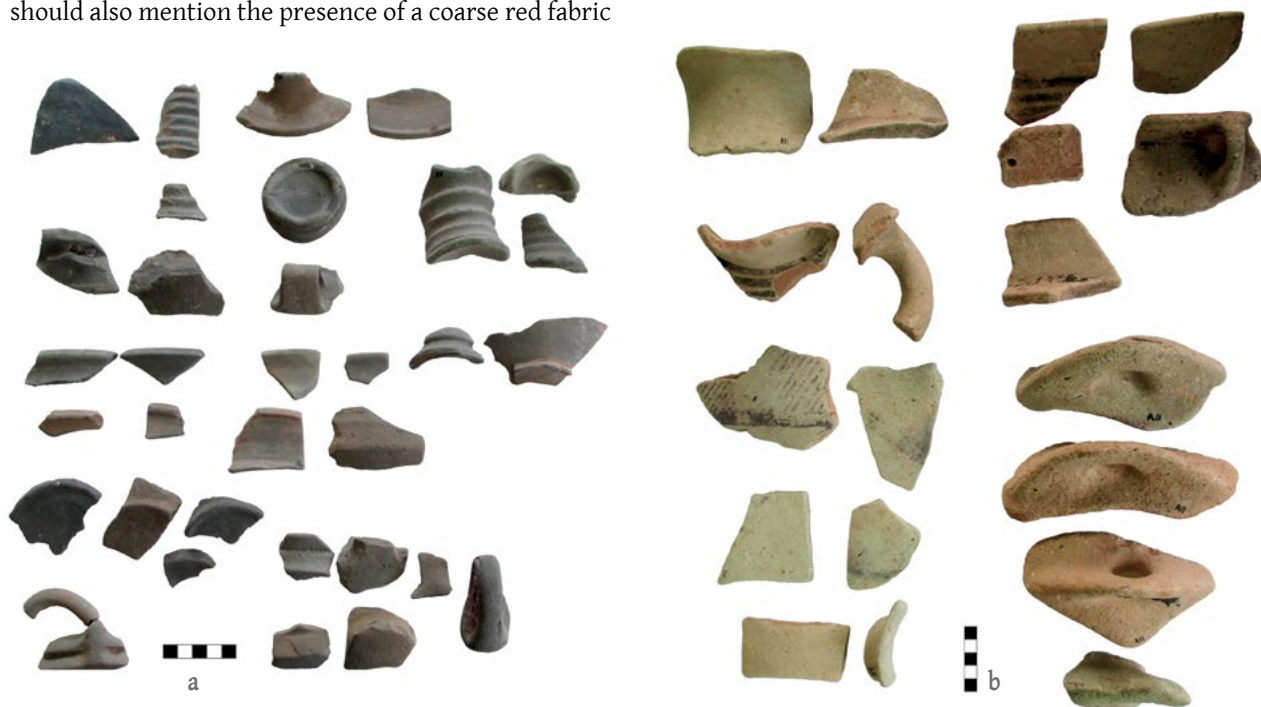 should also mention the presence of a coarse red fabric
a
b